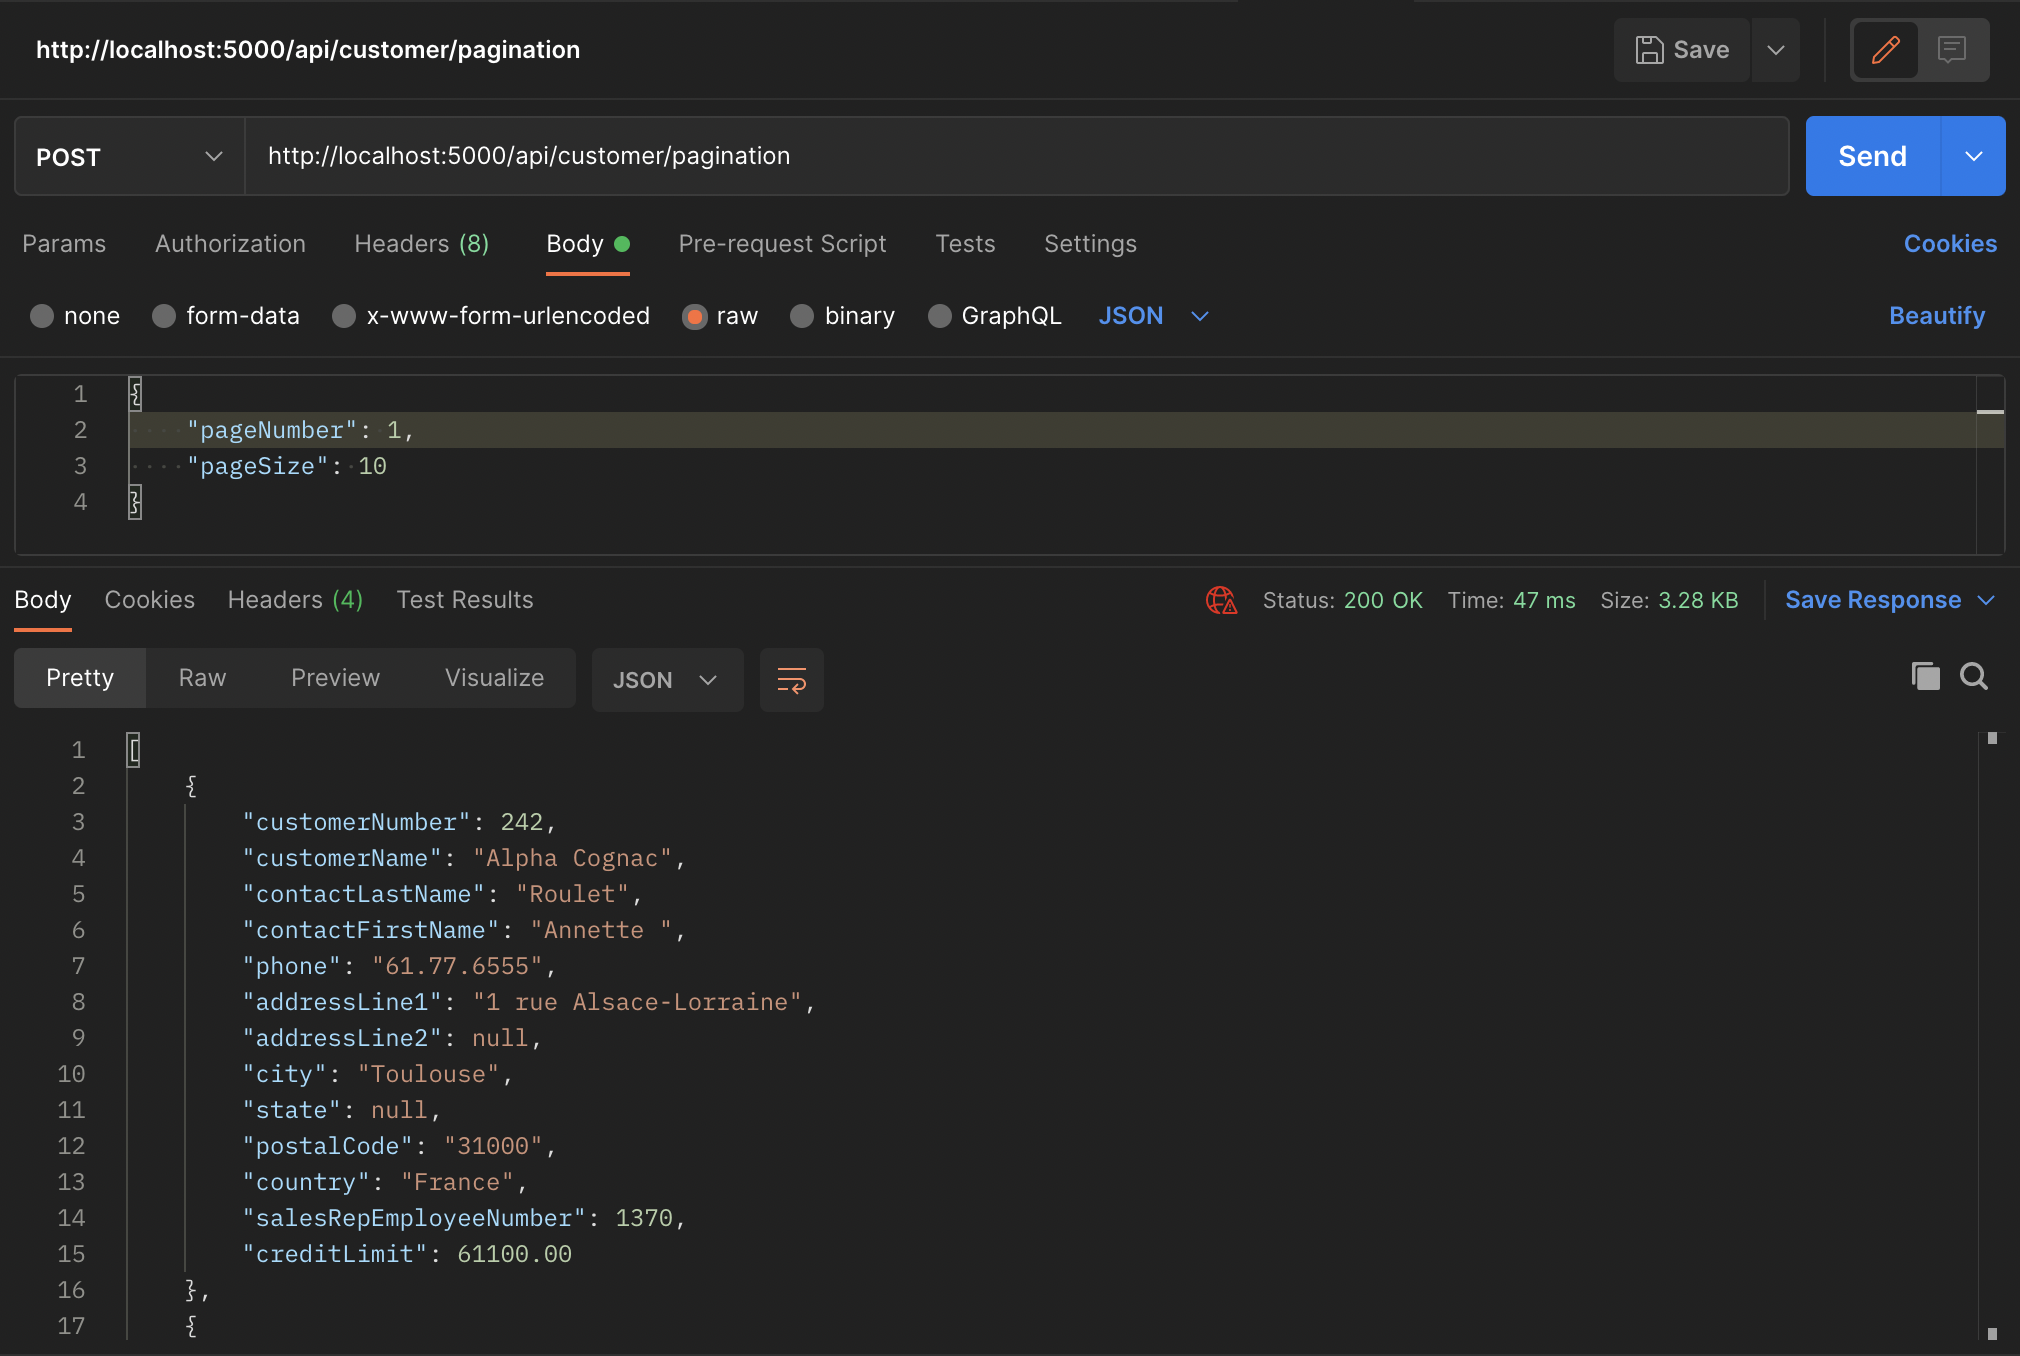 http://localhost:5000/api/customer/pagination Save
POST http://localhost:5000/api/customer/pagination Send
Params Authorization Headers (8) Body Pre-request Script Tests Settings Cookies
none form-data x-www-form-urlencoded raw binary GraphQL JSON Beautify
1 {
2 ····"pageNumber":·1,
3 ····"pageSize":·10
4 }
Body Cookies Headers (4) Test Results Status: 200 OK Time: 47 ms Size: 3.28 KB Save Response
Pretty Raw Preview Visualize JSON
1 [
2 {
3 "customerNumber": 242,
4 "customerName": "Alpha Cognac",
5 "contactLastName": "Roulet",
6 "contactFirstName": "Annette ",
7 "phone": "61.77.6555",
8 "addressLine1": "1 rue Alsace-Lorraine",
9 "addressLine2": null,
10 "city": "Toulouse",
11 "state": null,
12 "postalCode": "31000",
13 "country": "France",
14 "salesRepEmployeeNumber": 1370,
15 "creditLimit": 61100.00
16 },
17 {